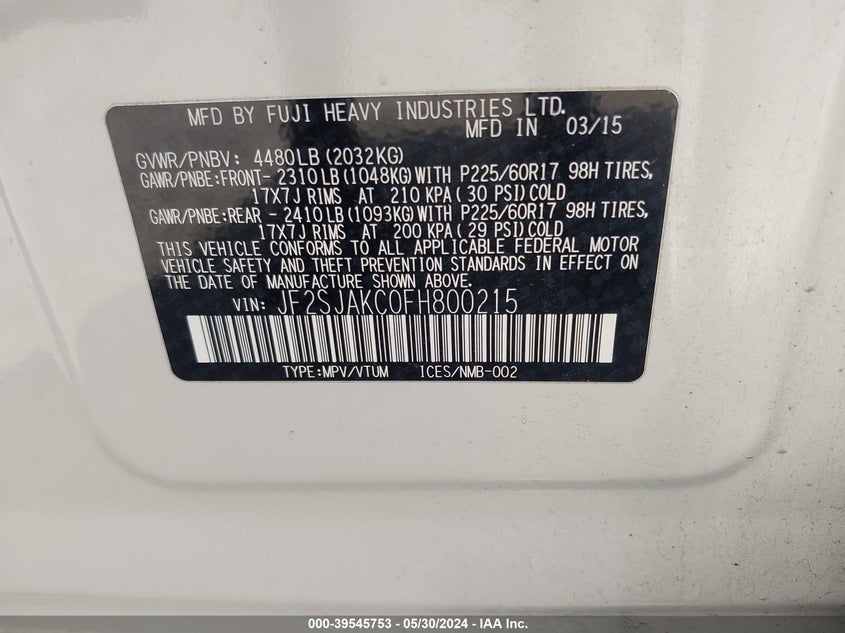 MFD BY FUJI HEAVY INDUSTRIES LTD.
MFD IN 03/15
GVWR/PNBV: 4480LB(2032KG)
GAWR/PNBE:FRONT- 2310LB(1048KG)WITH P225/60R17 98H TIRES,
17X7J RIMS AT 210 KPA( 30 PSI)COLD
GAWR/PNBE:REAR - 2410LB(1093KG)WITH P225/60R17 98H TIRES,
17X7J RIMS AT 200 KPA( 29 PSI)COLD
THIS VEHICLE CONFORMS TO ALL APPLICABLE FEDERAL MOTOR
VEHICLE SAFETY AND THEFT PREVENTION STANDARDS IN EFFECT ON
THE DATE OF MANUFACTURE SHOWN ABOVE.
VIN: JF2SJAKC0FH800215
TYPE:MPV/VTUM ICES/NMB-002
000-39545753 / 05/30/2024 - IAA Inc.